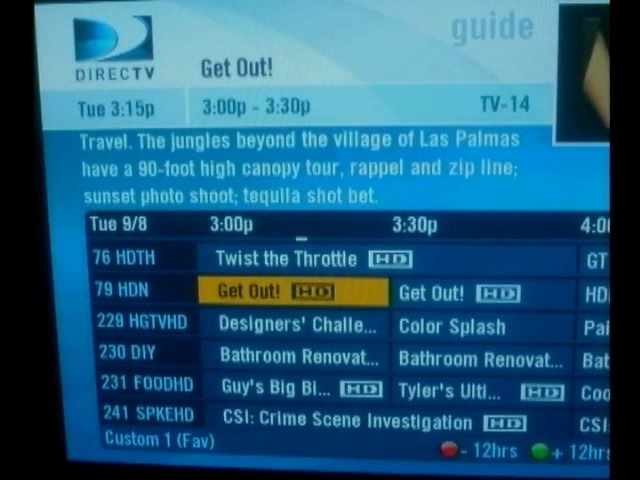 guide
DIRECTV
Get Out!
Tue 3:15p 3:00p - 3:30p TV-14
Travel. The jungles beyond the village of Las Palmas
have a 90-foot high canopy tour, rappel and zip line;
sunset photo shoot; tequila shot bet.
Tue 9/8 3:00p 3:30p 4:0
76 HDTH Twist the Throttle HD GT
79 HDN Get Out! HD Get Out! HD HD
229 HGTVHD Designers' Challe... Color Splash Pai
230 DIY Bathroom Renovat... Bathroom Renovat... Bat
231 FOODHD Guy's Big Bi... HD Tyler's Ulti... HD Coo
241 SPKEHD CSI: Crime Scene Investigation HD CSI:
Custom 1 (Fav) - 12hrs + 12hrs